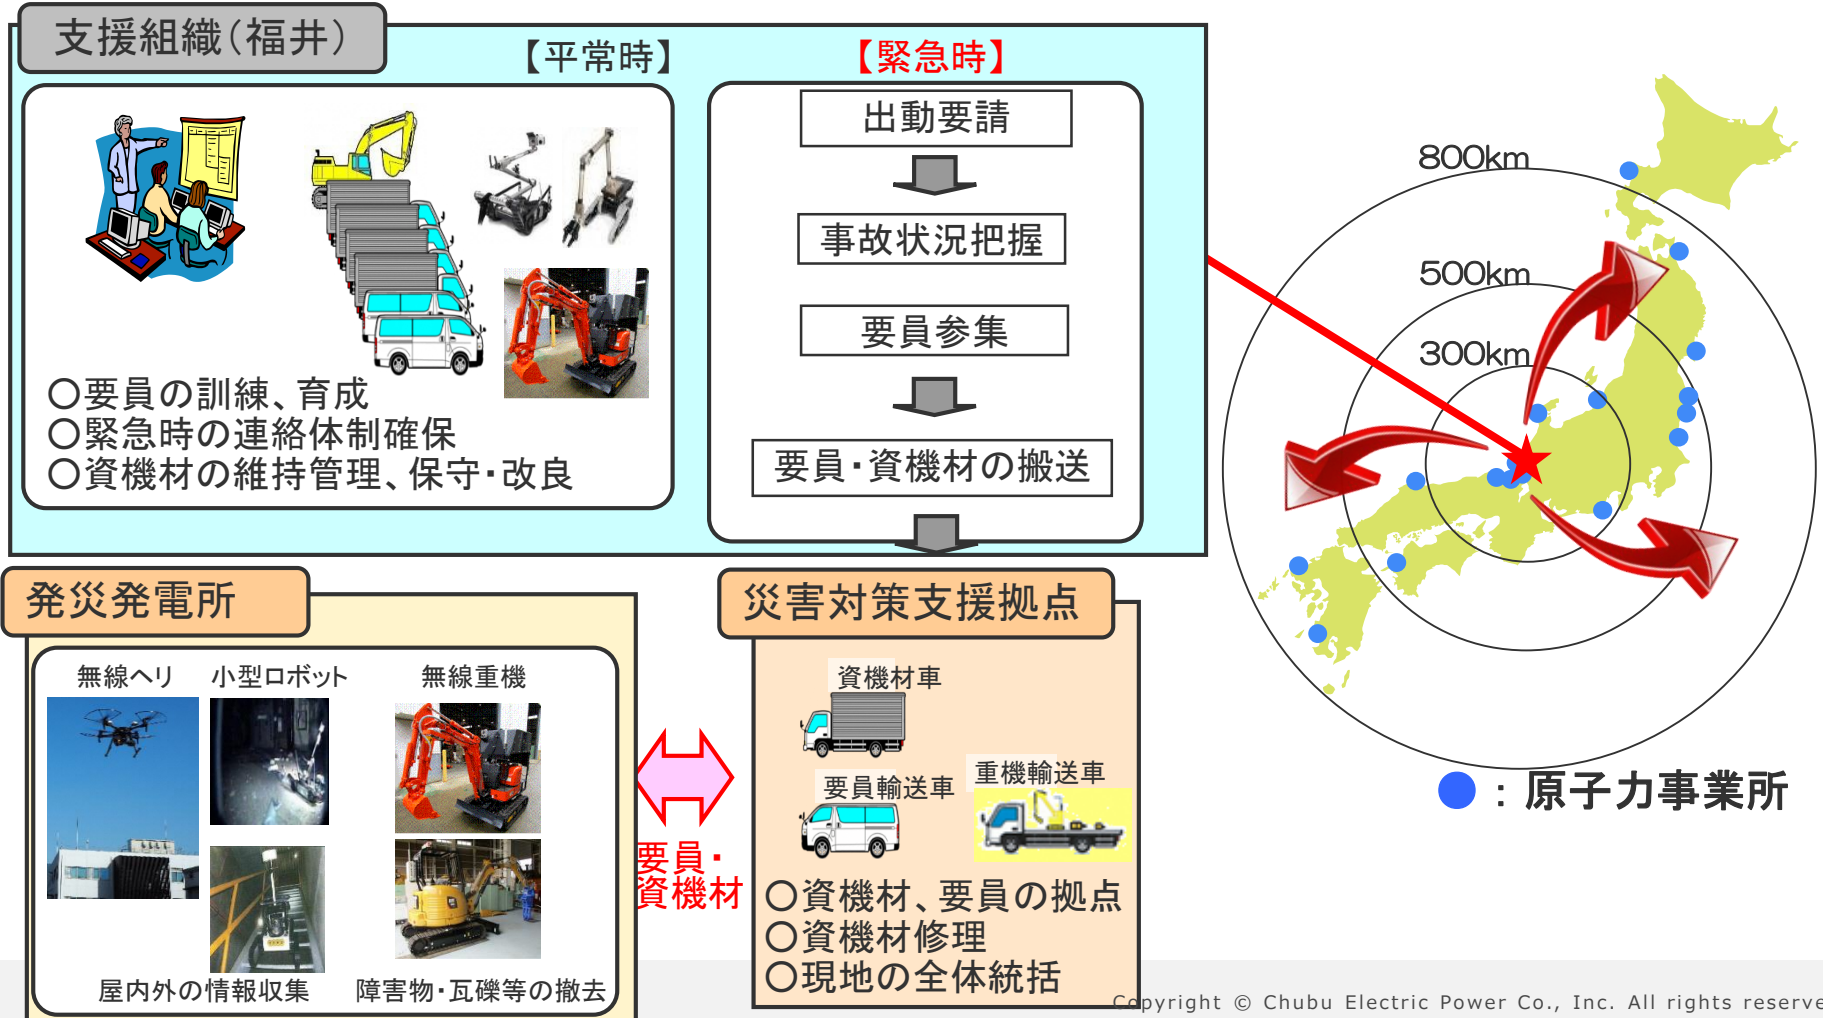 支援組織(福井)
【平常時】
○要員の訓練、育成
○緊急時の連絡体制確保
○資機材の維持管理、保守・改良
【緊急時】
出動要請
事故状況把握
要員参集
要員・資機材の搬送
800km
500km
300km
:原子力事業所
発災発電所
無線ヘリ
小型ロボット
無線重機
屋内外の情報収集
障害物・瓦礫等の撤去
要員・
資機材
災害対策支援拠点
資機材車
要員輸送車
重機輸送車
○資機材、要員の拠点
○資機材修理
○現地の全体統括
Copyright © Chubu Electric Power Co., Inc. All rights reserve